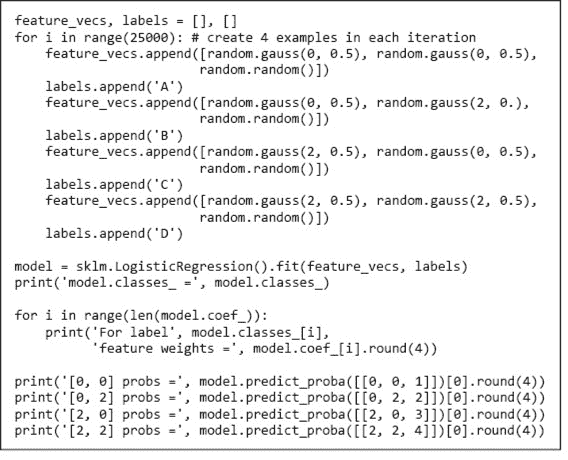 feature_vecs, labels = [], []
for i in range(25000): # create 4 examples in each iteration
    feature_vecs.append([random.gauss(0, 0.5), random.gauss(0, 0.5),
                         random.random()])
    labels.append('A')
    feature_vecs.append([random.gauss(0, 0.5), random.gauss(2, 0.),
                         random.random()])
    labels.append('B')
    feature_vecs.append([random.gauss(2, 0.5), random.gauss(0, 0.5),
                         random.random()])
    labels.append('C')
    feature_vecs.append([random.gauss(2, 0.5), random.gauss(2, 0.5),
                         random.random()])
    labels.append('D')

model = sklm.LogisticRegression().fit(feature_vecs, labels)
print('model.classes_ =', model.classes_)

for i in range(len(model.coef_)):
    print('For label', model.classes_[i],
          'feature weights =', model.coef_[i].round(4))

print('[0, 0] probs =', model.predict_proba([[0, 0, 1]])[0].round(4))
print('[0, 2] probs =', model.predict_proba([[0, 2, 2]])[0].round(4))
print('[2, 0] probs =', model.predict_proba([[2, 0, 3]])[0].round(4))
print('[2, 2] probs =', model.predict_proba([[2, 2, 4]])[0].round(4))